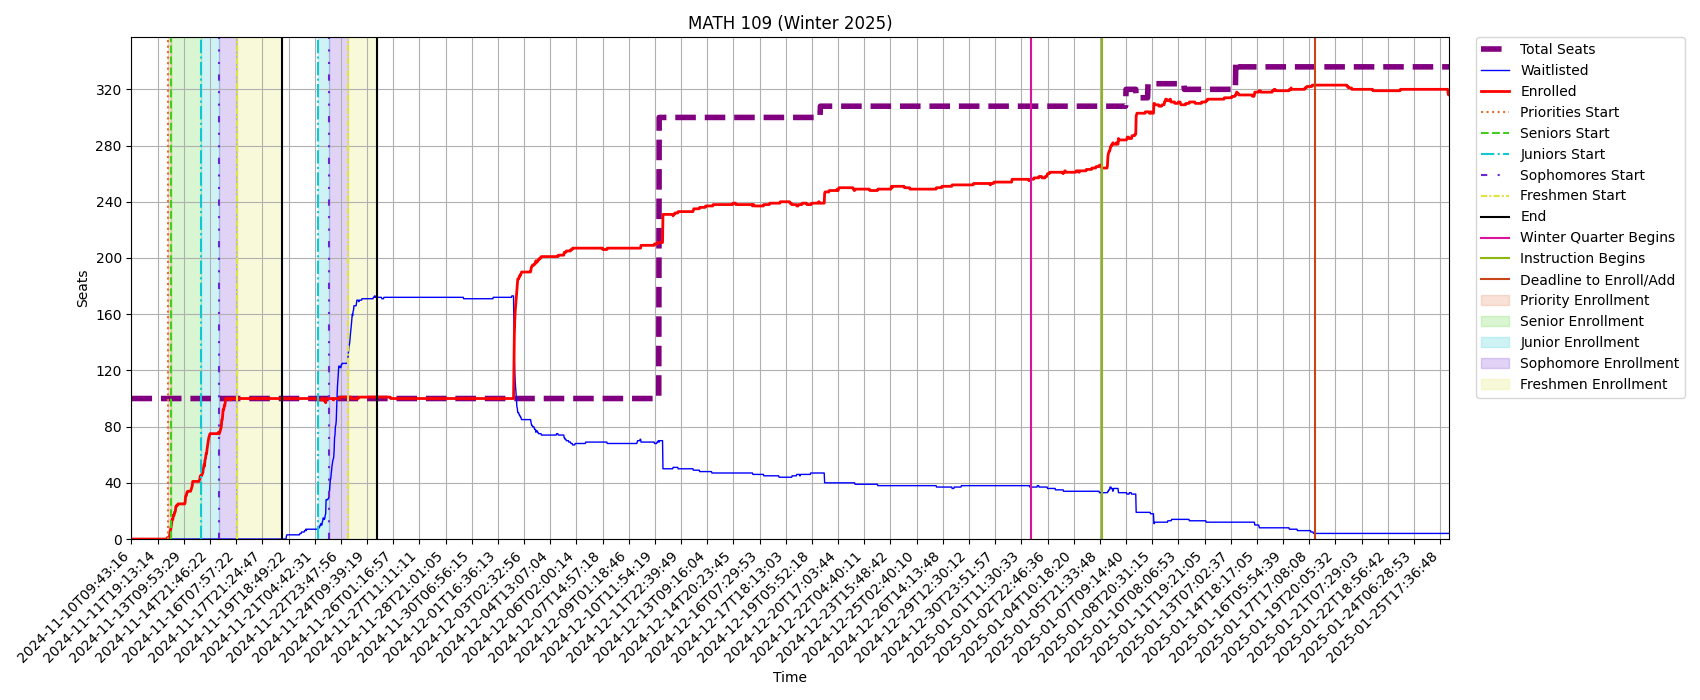 MATH 109 (Winter 2025)
Seats
320
280
240
200
160
120
80
40
0
2024-11-10T09:43:16
2024-11-11T19:13:14
2024-11-13T09:53:29
2024-11-14T21:46:22
2024-11-16T07:57:22
2024-11-17T21:24:47
2024-11-19T18:49:22
2024-11-21T04:42:31
2024-11-22T23:47:56
2024-11-24T09:39:19
2024-11-26T01:16:57
2024-11-27T11:11:11
2024-11-28T21:01:05
2024-11-30T06:56:15
2024-12-01T16:36:13
2024-12-03T02:32:56
2024-12-04T13:07:04
2024-12-06T02:00:14
2024-12-07T14:57:18
2024-12-09T01:18:46
2024-12-10T11:54:19
2024-12-11T22:39:49
2024-12-13T09:16:04
2024-12-14T20:23:45
2024-12-16T07:29:53
2024-12-17T18:13:03
2024-12-19T05:52:18
2024-12-20T17:03:44
2024-12-22T04:40:11
2024-12-23T15:48:42
2024-12-25T02:40:10
2024-12-26T14:13:48
2024-12-29T12:30:12
2024-12-30T23:51:57
2025-01-01T11:30:33
2025-01-02T22:46:36
2025-01-04T10:18:20
2025-01-05T21:33:48
2025-01-07T09:14:40
2025-01-08T20:31:15
2025-01-10T08:06:53
2025-01-11T19:21:05
2025-01-13T07:02:37
2025-01-14T18:17:05
2025-01-16T05:54:39
2025-01-17T17:08:08
2025-01-19T20:05:32
2025-01-21T07:29:03
2025-01-22T18:56:42
2025-01-24T06:28:53
2025-01-25T17:36:48
Time
Total Seats
Waitlisted
Enrolled
Priorities Start
Seniors Start
Juniors Start
Sophomores Start
Freshmen Start
End
Winter Quarter Begins
Instruction Begins
Deadline to Enroll/Add
Priority Enrollment
Senior Enrollment
Junior Enrollment
Sophomore Enrollment
Freshmen Enrollment